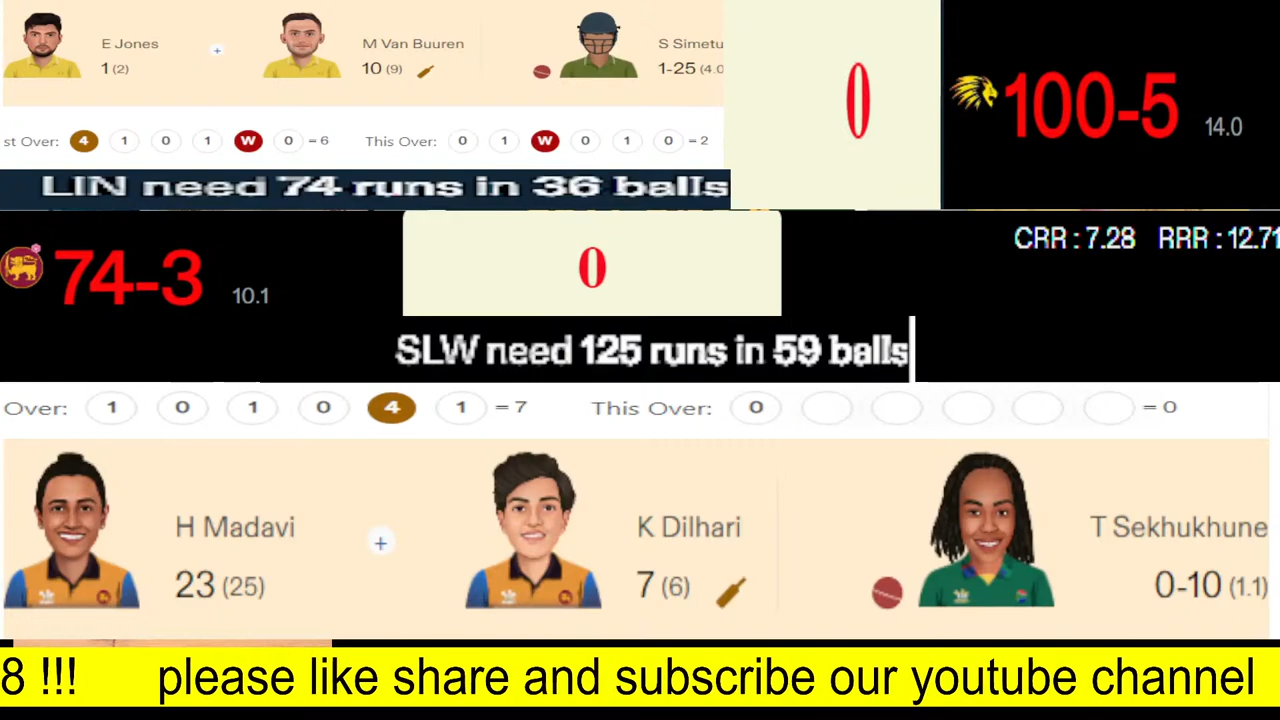 E Jones
1 (2)
+
M Van Buuren
10 (9)
S Simetu
1-25 (4.0
0
100-5 14.0
st Over: 4 1 0 1 W 0 = 6 This Over: 0 1 W 0 1 0 = 2
LIN need 74 runs in 36 balls
74-3 10.1
0
CRR : 7.28 RRR : 12.71
SLW need 125 runs in 59 balls
Over: 1 0 1 0 4 1 = 7 This Over: 0 = 0
H Madavi
23 (25)
+
K Dilhari
7 (6)
T Sekhukhune
0-10 (1.1)
8 !!! please like share and subscribe our youtube channel